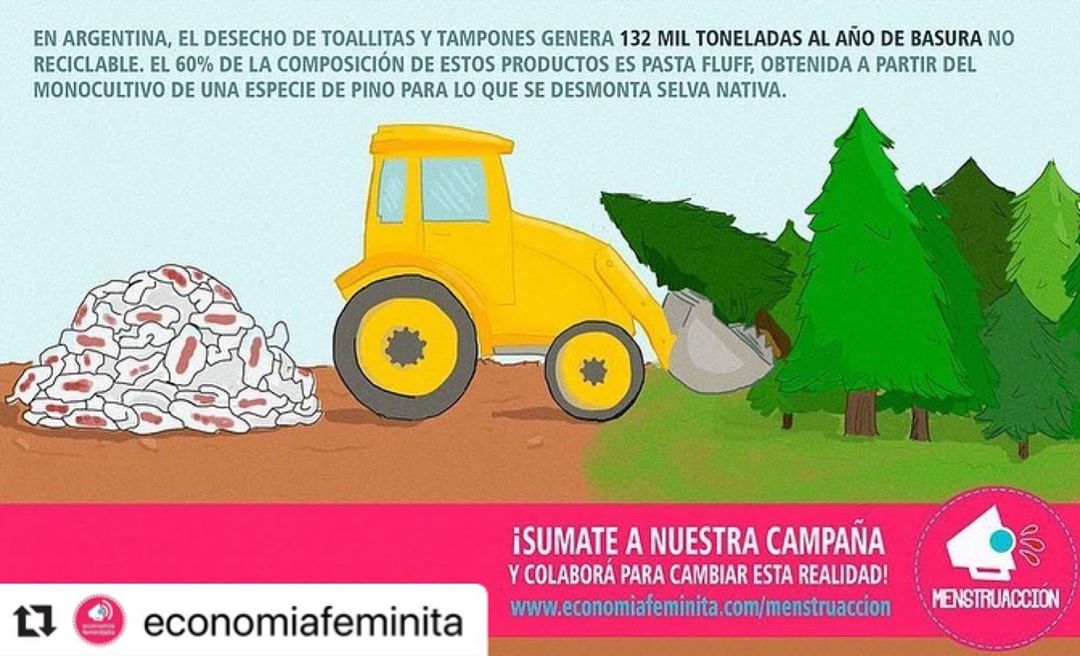 EN ARGENTINA, EL DESECHO DE TOALLITAS Y TAMPONES GENERA 132 MIL TONELADAS AL AÑO DE BASURA NO
RECICLABLE. EL 60% DE LA COMPOSICIÓN DE ESTOS PRODUCTOS ES PASTA FLUFF, OBTENIDA A PARTIR DEL
MONOCULTIVO DE UNA ESPECIE DE PINO PARA LO QUE SE DESMONTA SELVA NATIVA.
¡SUMATE A NUESTRA CAMPAÑA
Y COLABORÁ PARA CAMBIAR ESTA REALIDAD!
www.economiafeminita.com/menstruaccion
MENSTRUACCIÓN
economiafeminita